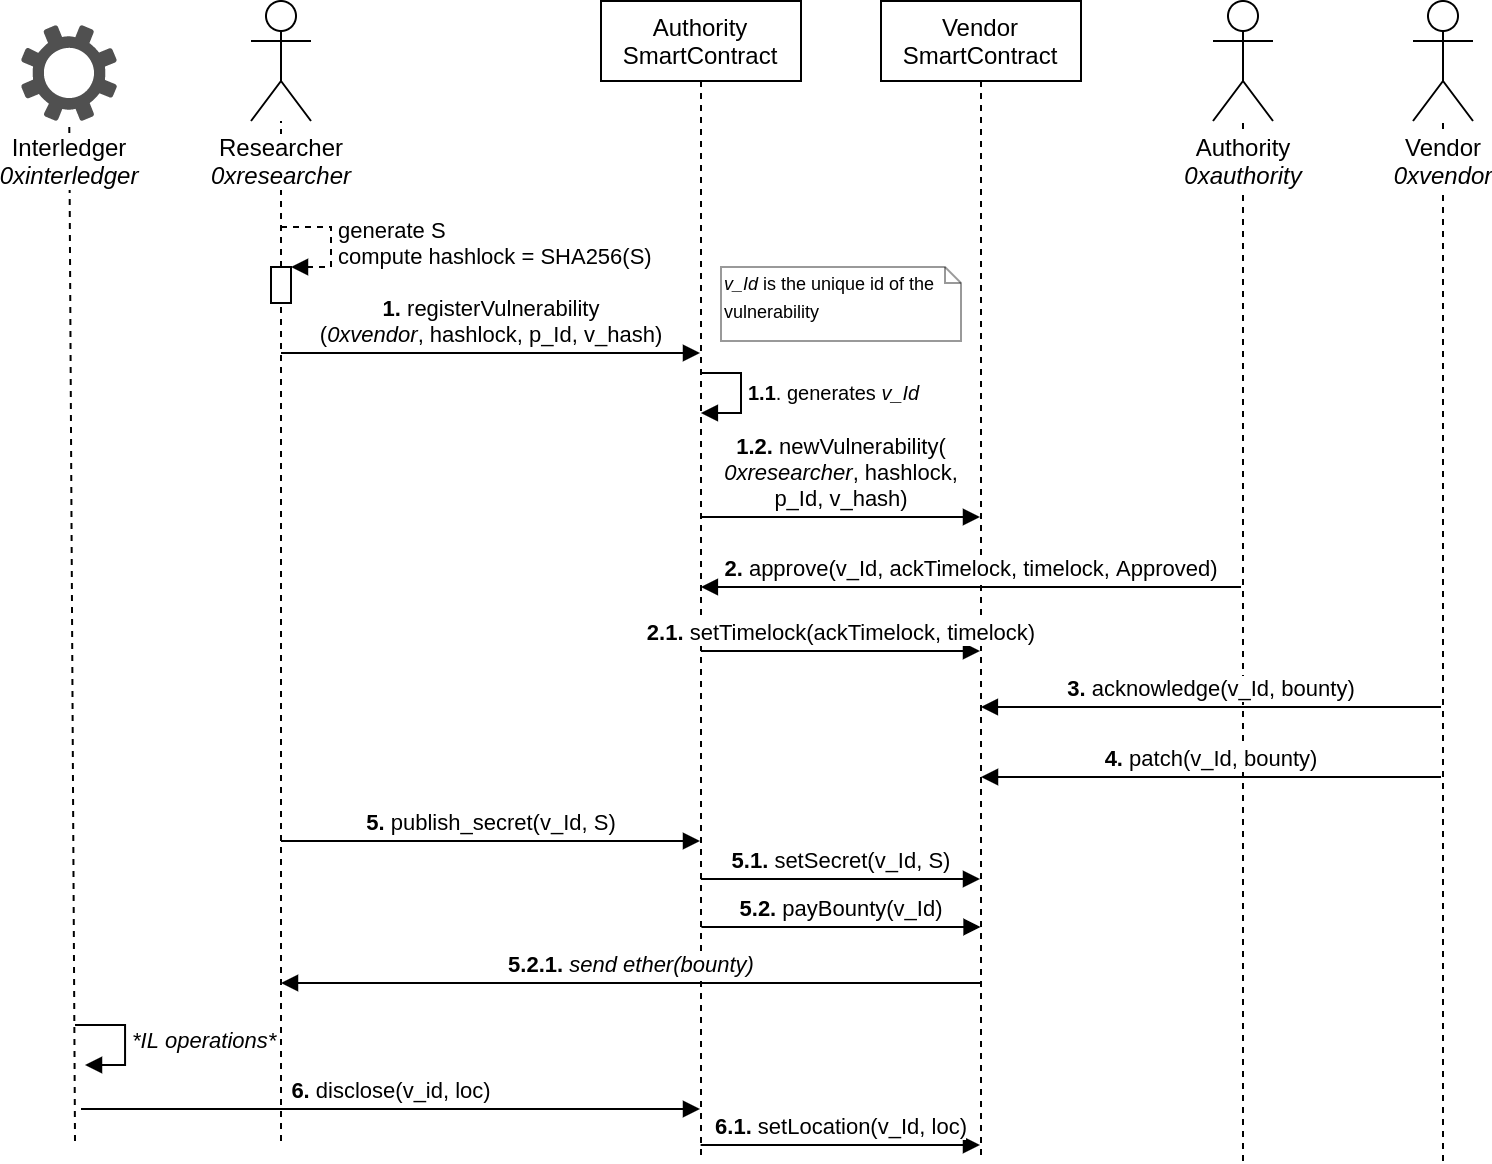 Authority
SmartContract
Vendor
SmartContract
Interledger
0xinterledger
Researcher
0xresearcher
Authority
0xauthority
Vendor
0xvendor
generate S
compute hashlock = SHA256(S)
v_Id is the unique id of the
vulnerability
1. registerVulnerability
(0xvendor, hashlock, p_Id, v_hash)
1.1. generates v_Id
1.2. newVulnerability(
0xresearcher, hashlock,
p_Id, v_hash)
2. approve(v_Id, ackTimelock, timelock, Approved)
2.1. setTimelock(ackTimelock, timelock)
3. acknowledge(v_Id, bounty)
4. patch(v_Id, bounty)
5. publish_secret(v_Id, S)
5.1. setSecret(v_Id, S)
5.2. payBounty(v_Id)
5.2.1. send ether(bounty)
*IL operations*
6. disclose(v_id, loc)
6.1. setLocation(v_Id, loc)